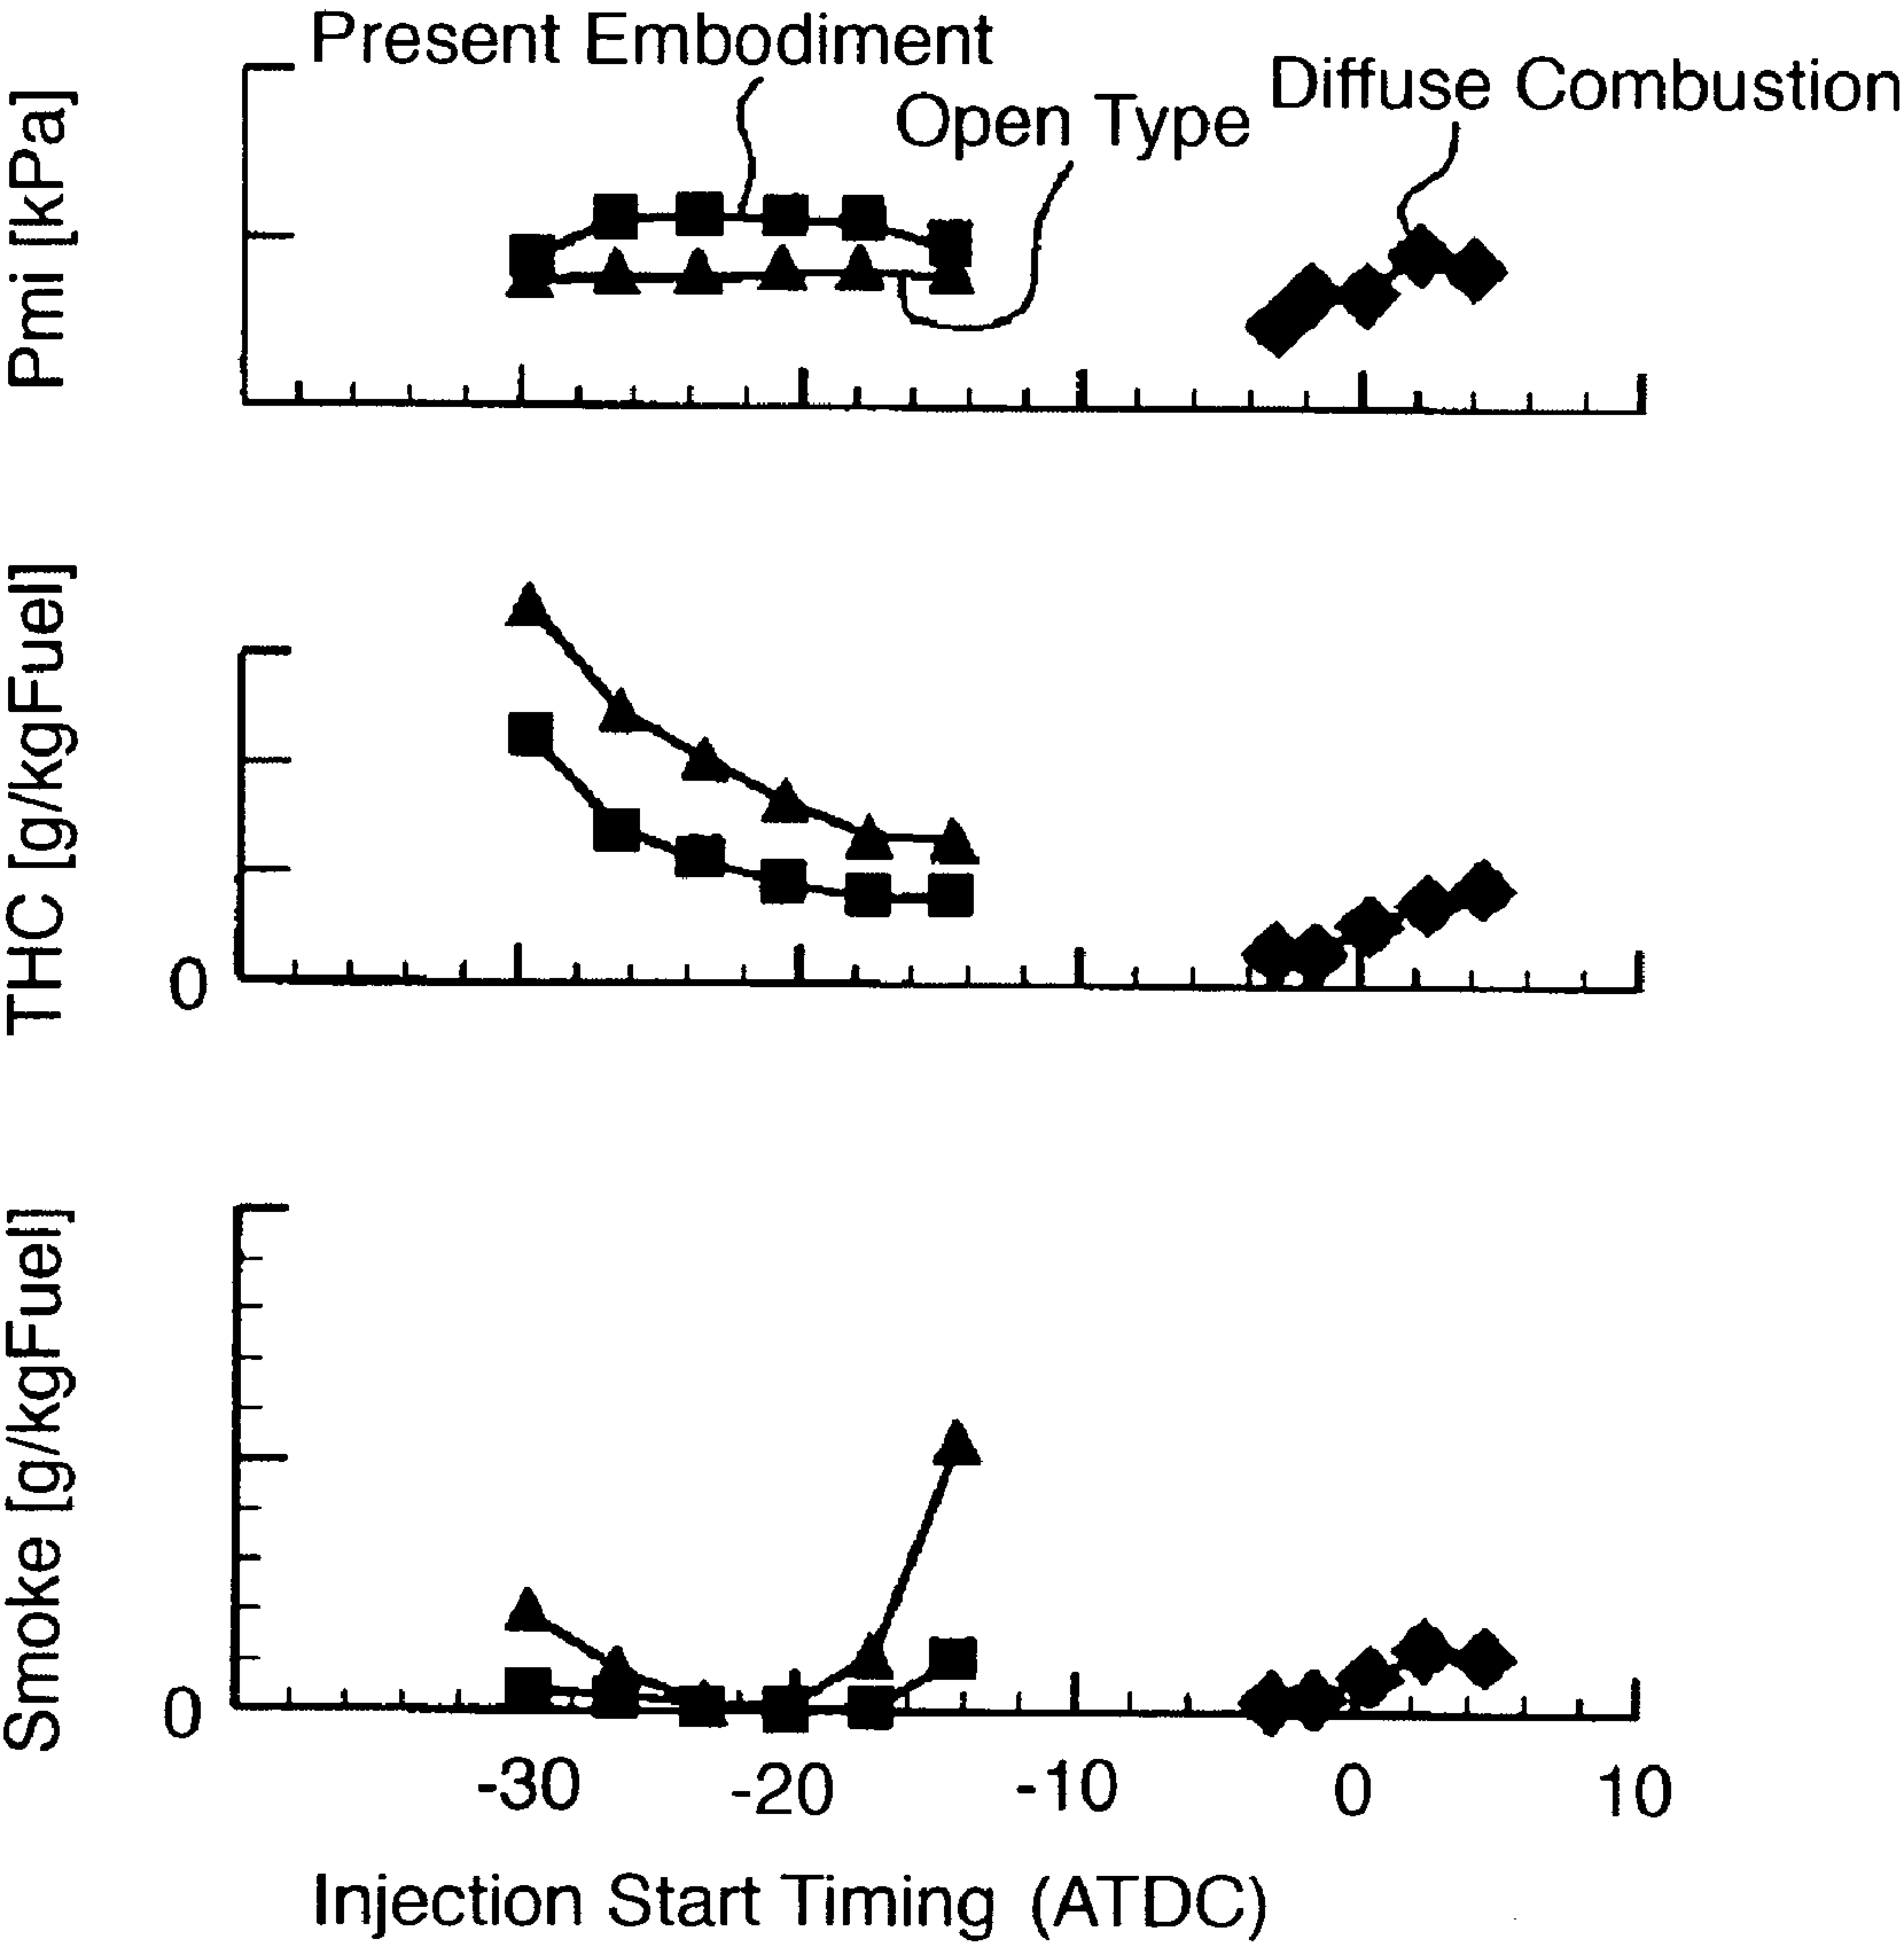 Present Embodiment
Open Type
Diffuse Combustion
Pmi [kPa]
THC [g/kgFuel]
0
Smoke [g/kgFuel]
0
-30 -20 -10 0 10
Injection Start Timing (ATDC)